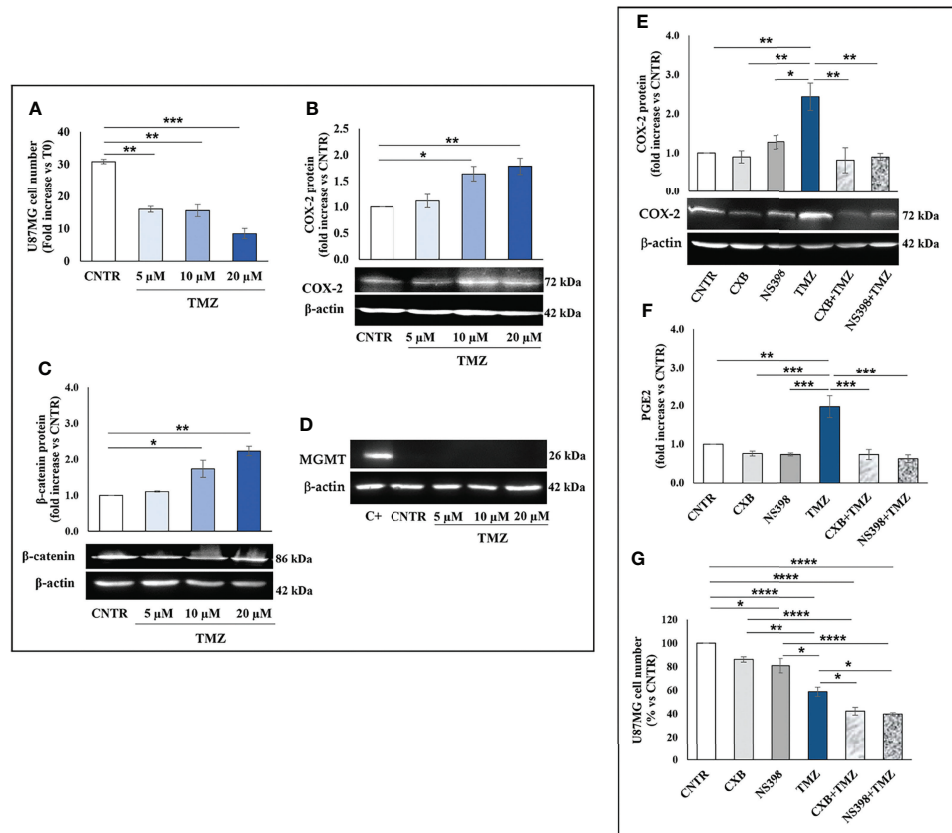 A
U87MG cell number
(Fold increase vs T0)
40
30
20
10
0
***
**
**
CNTR
5 µM
10 µM
20 µM
TMZ
B
COX-2 protein
(fold increase vs CNTR)
2.5
2.0
1.5
1.0
0.5
0.0
**
*
COX-2
72 kDa
β-actin
42 kDa
CNTR
5 µM
10 µM
20 µM
TMZ
C
β-catenin protein
(fold increase vs CNTR)
4.0
3.0
2.0
1.0
0.0
**
*
β-catenin
86 kDa
β-actin
42 kDa
CNTR
5 µM
10 µM
20 µM
TMZ
D
MGMT
26 kDa
β-actin
42 kDa
C+
CNTR
5 µM
10 µM
20 µM
TMZ
E
COX-2 protein
(fold increase vs CNTR)
4.0
3.0
2.0
1.0
0.0
**
** **
* **
COX-2
72 kDa
β-actin
42 kDa
CNTR
CXB
NS398
TMZ
CXB+TMZ
NS398+TMZ
F
PGE2
(fold increase vs CNTR)
4.0
3.0
2.0
1.0
0.0
**
*** ***
*** ***
CNTR
CXB
NS398
TMZ
CXB+TMZ
NS398+TMZ
G
U87MG cell number
(% vs CNTR)
120
100
80
60
40
20
0
****
****
****
* ****
** ****
* *
*
CNTR
CXB
NS398
TMZ
CXB+TMZ
NS398+TMZ